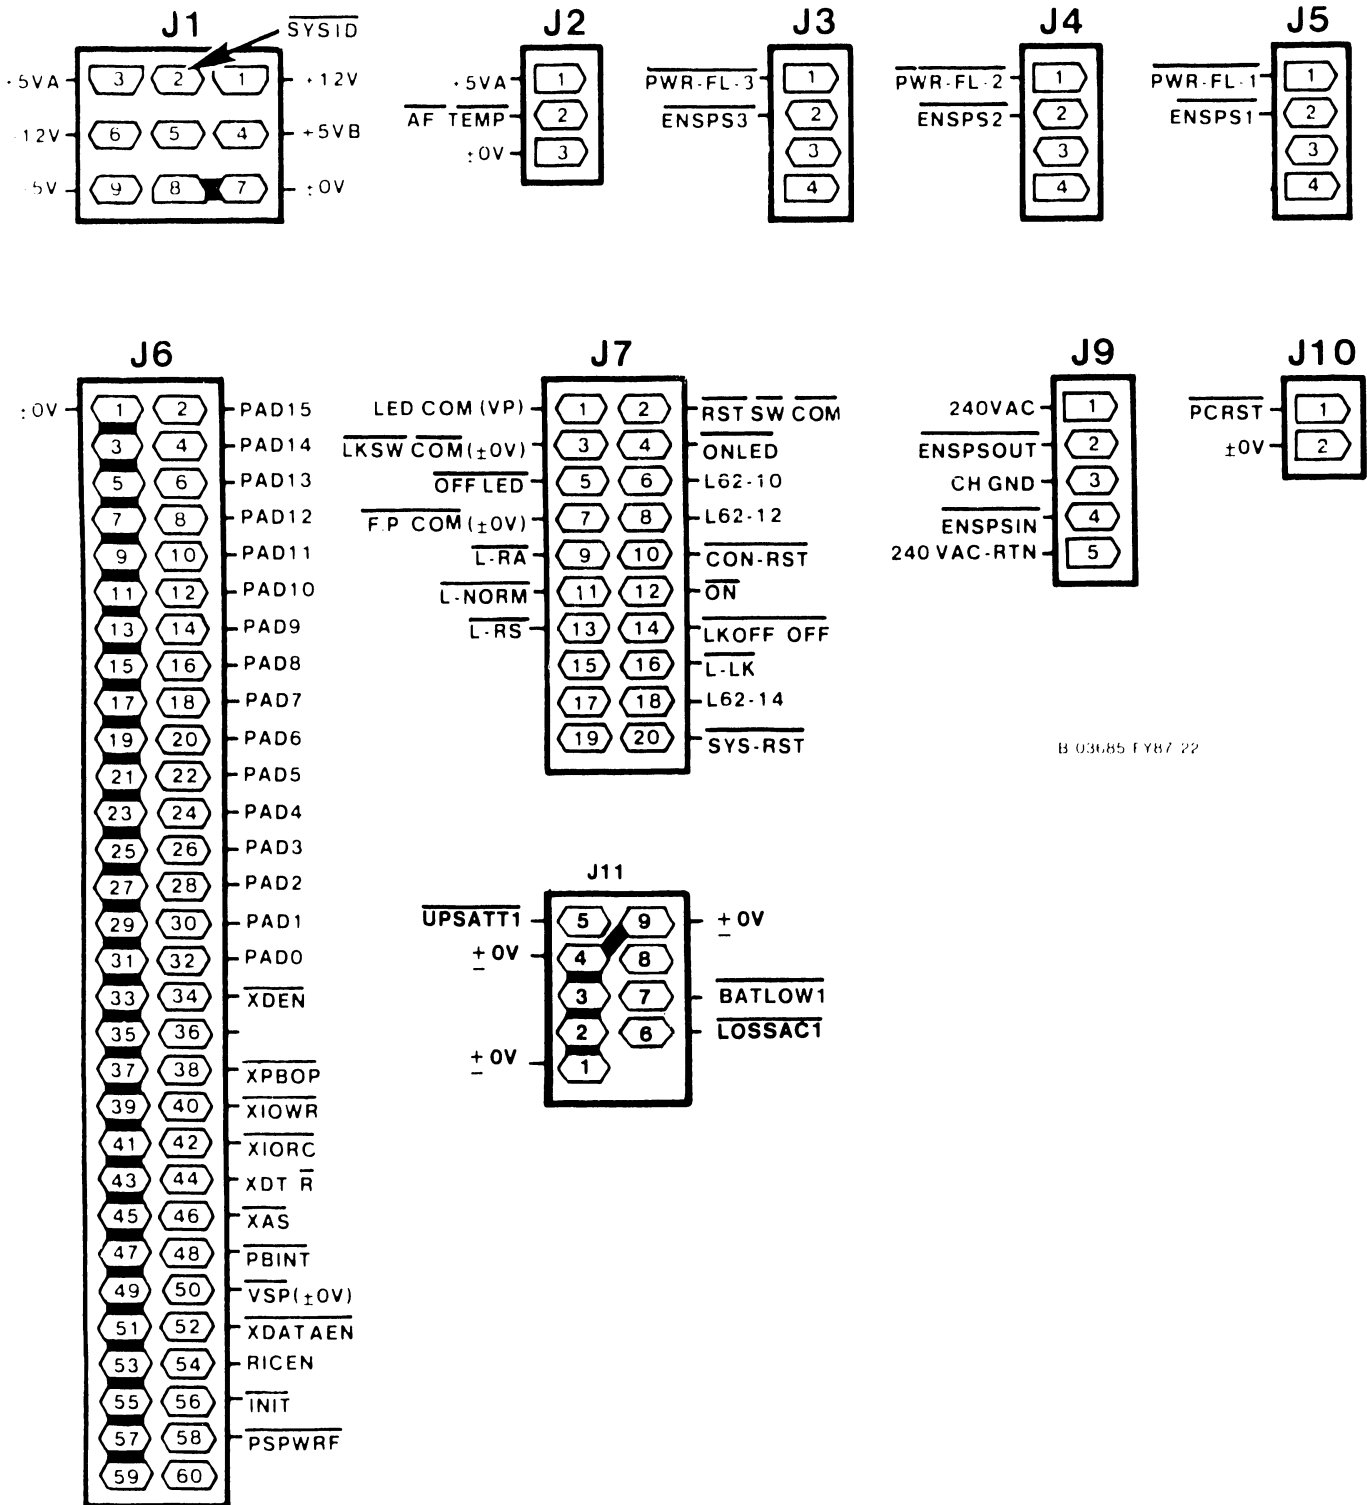 J1
SYSID
+5VA 3 2 1 +12V
-12V 6 5 4 +5VB
-5V 9 8 7 ±0V
J2
+5VA 1
AF TEMP 2
±0V 3
J3
PWR-FL-3 1
ENSPS3 2
3
4
J4
PWR-FL-2 1
ENSPS2 2
3
4
J5
PWR-FL-1 1
ENSPS1 2
3
4
J6
±0V 1 2 PAD15
3 4 PAD14
5 6 PAD13
7 8 PAD12
9 10 PAD11
11 12 PAD10
13 14 PAD9
15 16 PAD8
17 18 PAD7
19 20 PAD6
21 22 PAD5
23 24 PAD4
25 26 PAD3
27 28 PAD2
29 30 PAD1
31 32 PAD0
33 34 XDEN
35 36
37 38 XPBOP
39 40 XIOWR
41 42 XIORC
43 44 XDT R
45 46 XAS
47 48 PBINT
49 50 VSP(±0V)
51 52 XDATAEN
53 54 RICEN
55 56 INIT
57 58 PSPWRF
59 60
J7
LED COM (VP) 1 2 RST SW COM
LKSW COM (±0V) 3 4 ONLED
OFF LED 5 6 L62-10
F.P COM (±0V) 7 8 L62-12
L-RA 9 10 CON-RST
L-NORM 11 12 ON
L-RS 13 14 LKOFF OFF
15 16 L-LK
17 18 L62-14
19 20 SYS-RST
J9
240VAC 1
ENSPSOUT 2
CH GND 3
ENSPSIN 4
240 VAC-RTN 5
J10
PCRST 1
±0V 2
B-03685 FY87-22
J11
UPSATT1 5 9 ±0V
±0V 4 8
3 7 BATLOW1
2 6 LOSSAC1
±0V 1